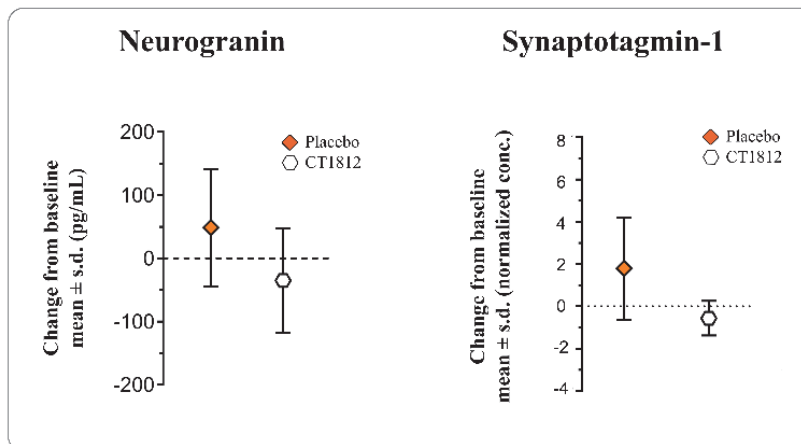 Neurogranin
Change from baseline
mean ± s.d. (pg/mL)
200
100
0
-100
-200
Placebo
CT1812
Synaptotagmin-1
Change from baseline
mean ± s.d. (normalized conc.)
8
6
4
2
0
-2
-4
Placebo
CT1812